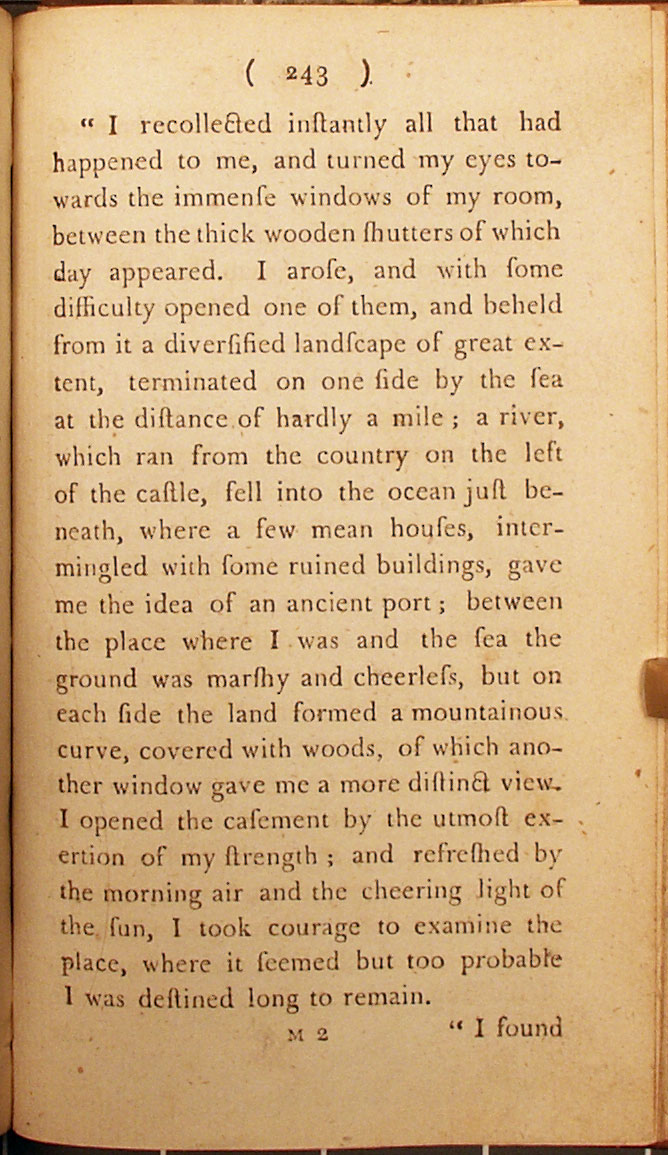 ( 243 ).
“ I recollected inſtantly all that had
happened to me, and turned my eyes to-
wards the immenſe windows of my room,
between the thick wooden ſhutters of which
day appeared. I aroſe, and with ſome
difficulty opened one of them, and beheld
from it a diverſified landſcape of great ex-
tent, terminated on one ſide by the ſea
at the diſtance of hardly a mile ; a river,
which ran from the country on the left
of the caſtle, fell into the ocean juſt be-
neath, where a few mean houſes, inter-
mingled with ſome ruined buildings, gave
me the idea of an ancient port ; between
the place where I was and the ſea the
ground was marſhy and cheerleſs, but on
each ſide the land formed a mountainous
curve, covered with woods, of which ano-
ther window gave me a more diſtinct view.
I opened the caſement by the utmoſt ex-
ertion of my ſtrength ; and refreſhed by
the morning air and the cheering light of
the ſun, I took courage to examine the
place, where it ſeemed but too probable
I was deſtined long to remain.
M 2 “ I found